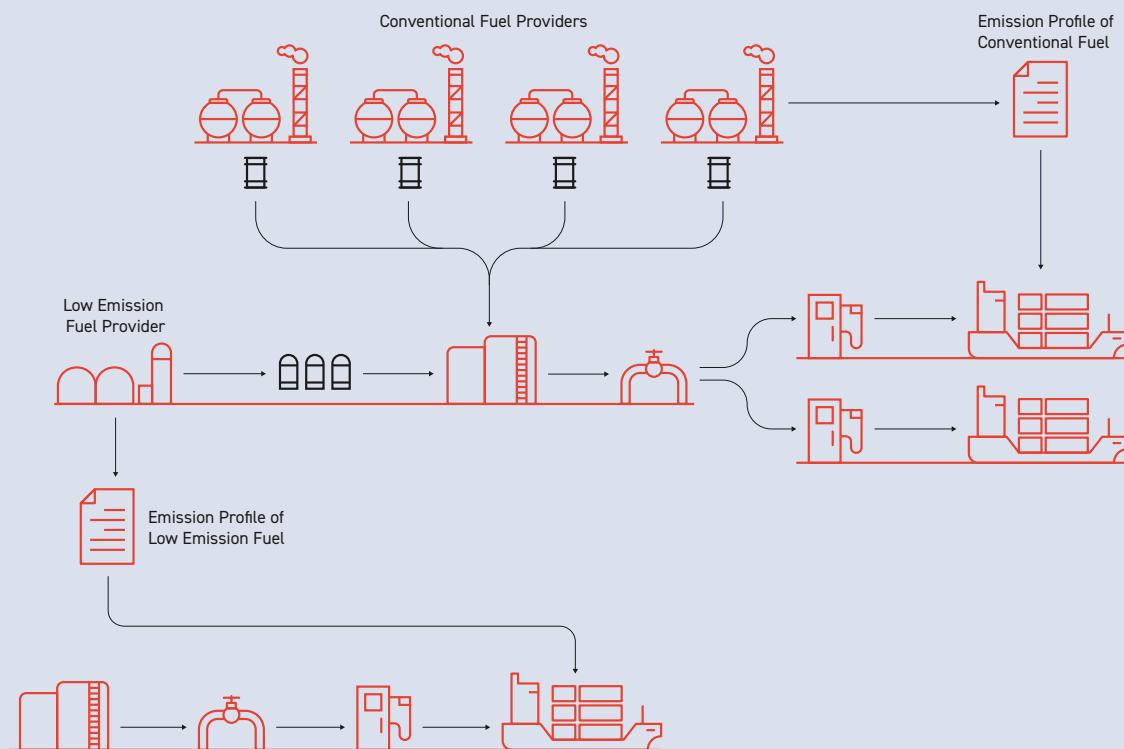 Conventional Fuel Providers
Emission Profile of
Conventional Fuel
Low Emission
Fuel Provider
Emission Profile of
Low Emission Fuel